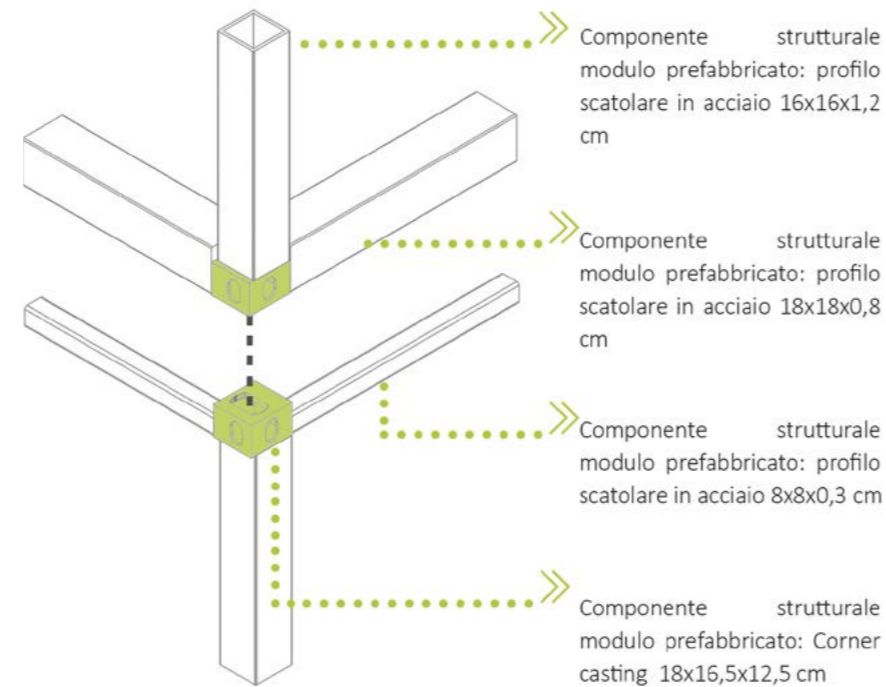 Componente strutturale
modulo prefabbricato: profilo
scatolare in acciaio 16x16x1,2
cm
Componente strutturale
modulo prefabbricato: profilo
scatolare in acciaio 18x18x0,8
cm
Componente strutturale
modulo prefabbricato: profilo
scatolare in acciaio 8x8x0,3 cm
Componente strutturale
modulo prefabbricato: Corner
casting 18x16,5x12,5 cm